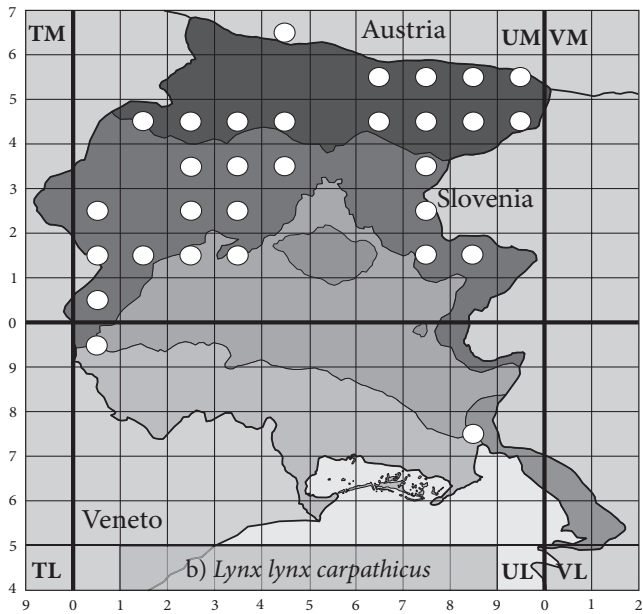 7
TM
Austria
UM VM
6
5
4
3
Slovenia
2
1
0
9
8
7
6
Veneto
5
TL
b) Lynx lynx carpathicus
UL VL
4
9 0 1 2 3 4 5 6 7 8 9 0 1 2